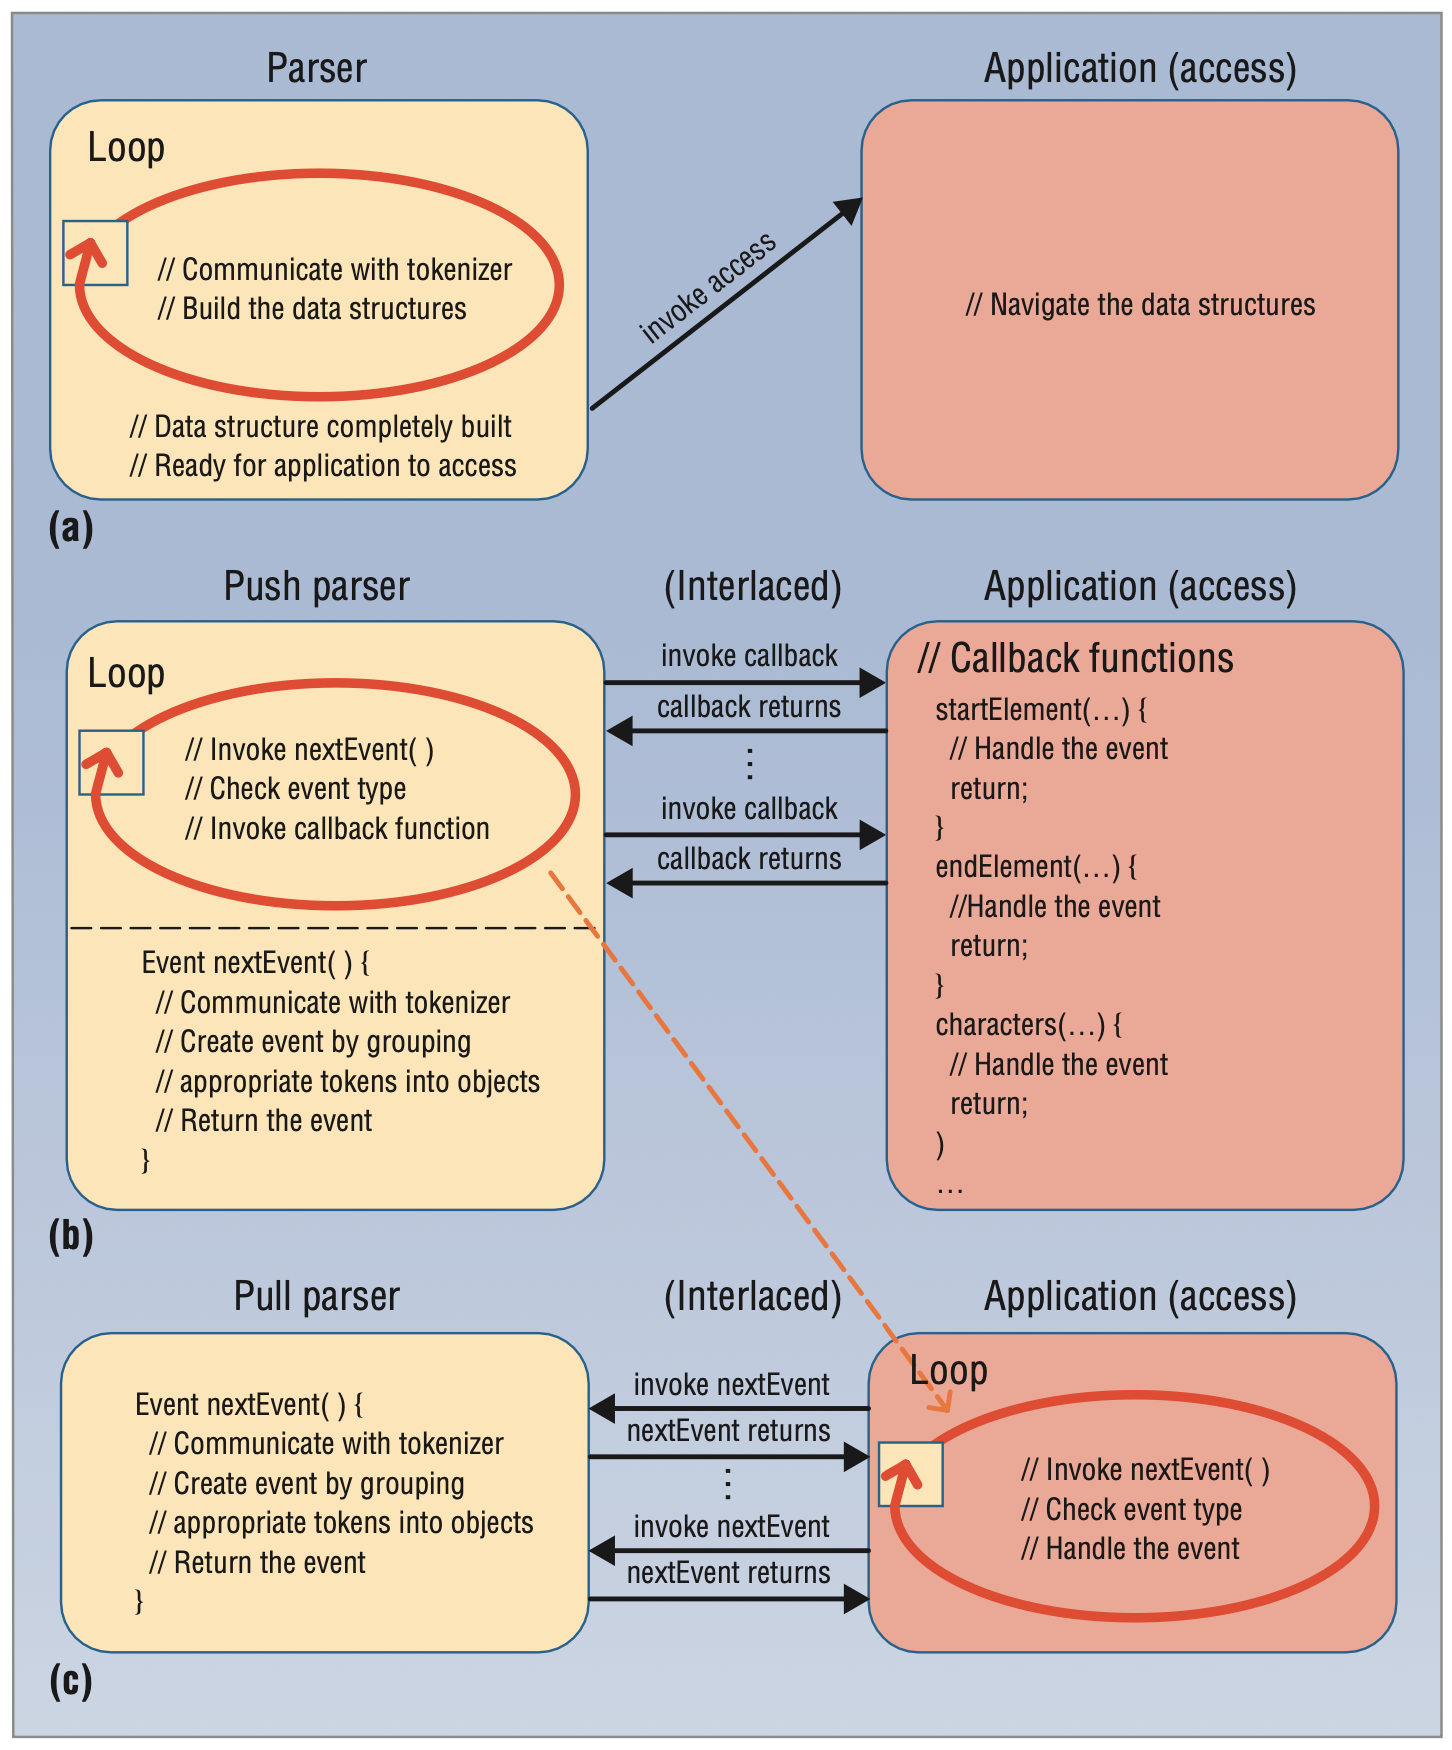 Parser
Application (access)
Loop
// Communicate with tokenizer
// Build the data structures
// Data structure completely built
// Ready for application to access
invoke access
// Navigate the data structures
(a)
Push parser
(Interlaced)
Application (access)
Loop
// Invoke nextEvent( )
// Check event type
// Invoke callback function
Event nextEvent( ) {
// Communicate with tokenizer
// Create event by grouping
// appropriate tokens into objects
// Return the event
}
invoke callback
callback returns
⋮
invoke callback
callback returns
// Callback functions
startElement(…) {
// Handle the event
return;
}
endElement(…) {
//Handle the event
return;
}
characters(…) {
// Handle the event
return;
)
…
(b)
Pull parser
(Interlaced)
Application (access)
Event nextEvent( ) {
// Communicate with tokenizer
// Create event by grouping
// appropriate tokens into objects
// Return the event
}
invoke nextEvent
nextEvent returns
⋮
invoke nextEvent
nextEvent returns
Loop
// Invoke nextEvent( )
// Check event type
// Handle the event
(c)